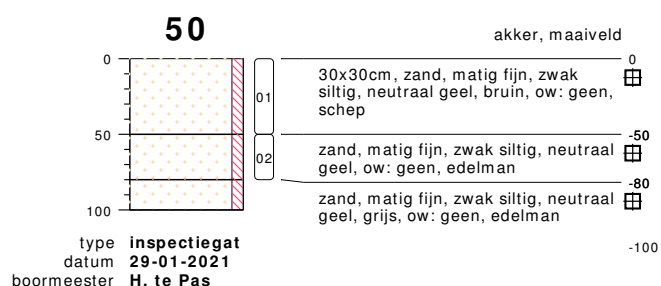 50
akker, maaiveld
0
0
30x30cm, zand, matig fijn, zwak
siltig, neutraal geel, bruin, ow: geen,
schep
01
50
-50
zand, matig fijn, zwak siltig, neutraal
geel, ow: geen, edelman
02
-80
zand, matig fijn, zwak siltig, neutraal
geel, grijs, ow: geen, edelman
100
-100
type inspectiegat
datum 29-01-2021
boormeester H. te Pas